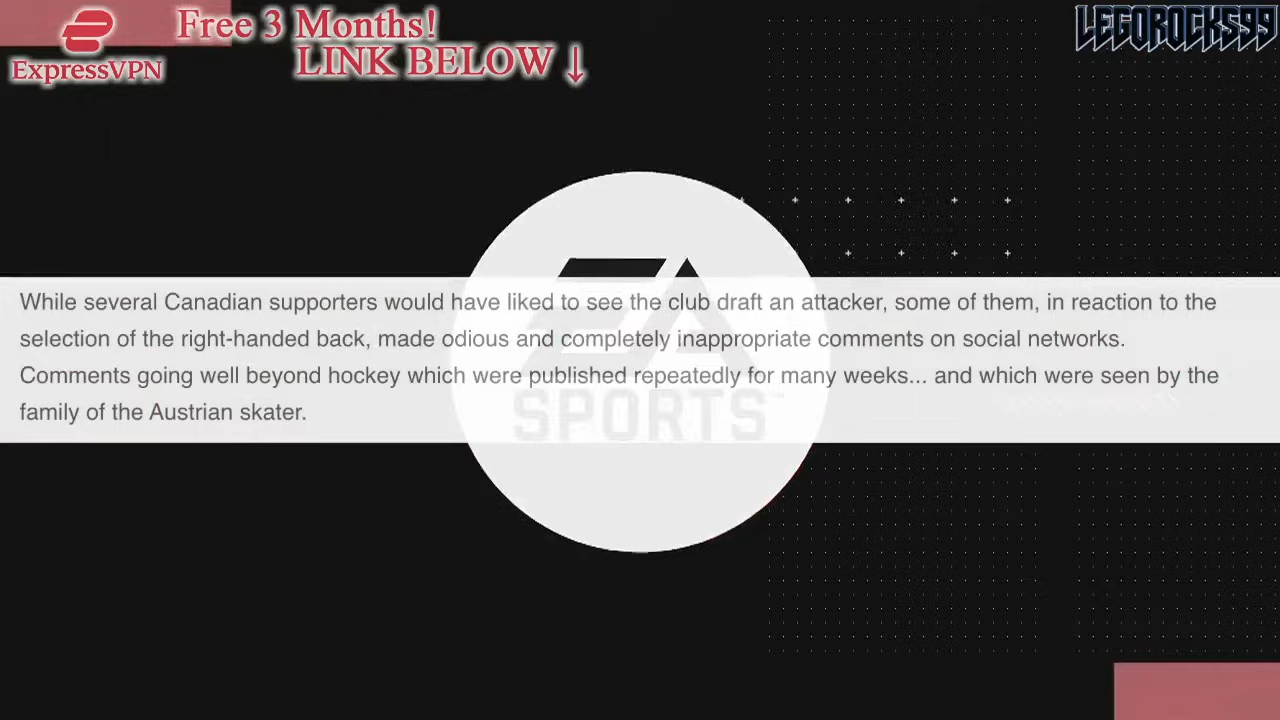 ExpressVPN
Free 3 Months!
LINK BELOW ↓
LEGOROCKS99
EA
While several Canadian supporters would have liked to see the club draft an attacker, some of them, in reaction to the
selection of the right-handed back, made odious and completely inappropriate comments on social networks.
Comments going well beyond hockey which were published repeatedly for many weeks... and which were seen by the
family of the Austrian skater.
SPORTS™